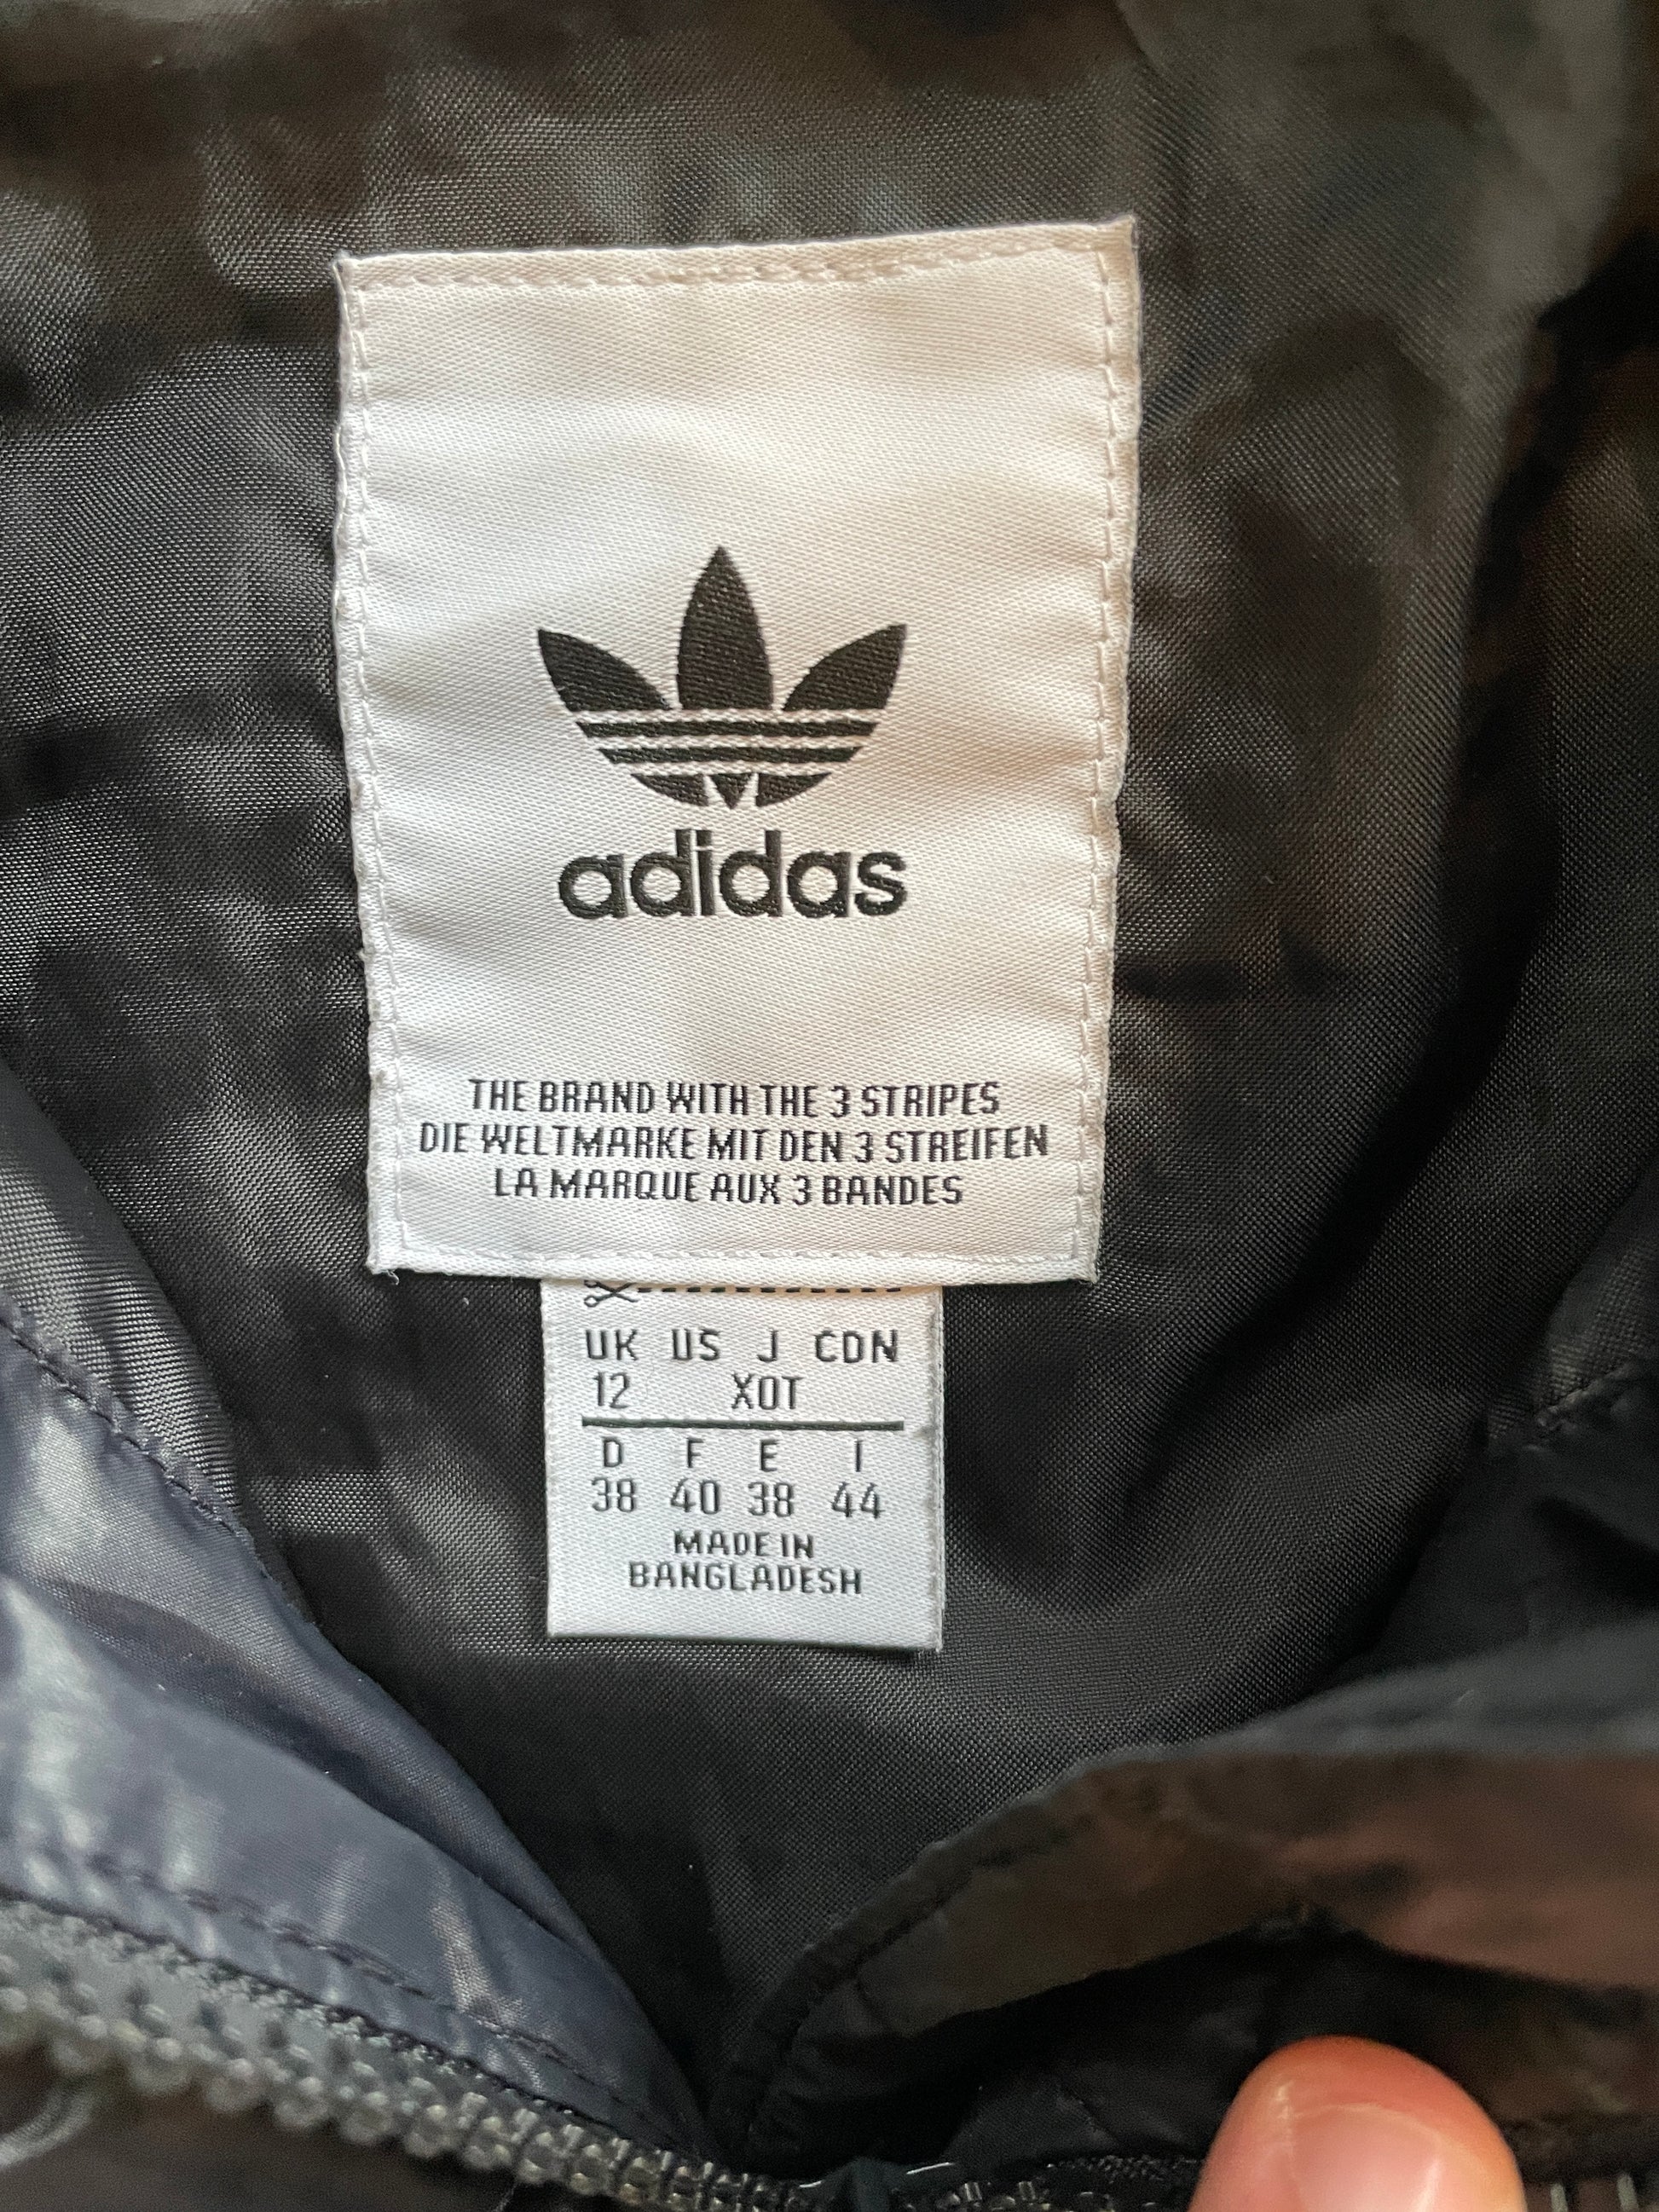 adidas
THE BRAND WITH THE 3 STRIPES
DIE WELTMARKE MIT DEN 3 STREIFEN
LA MARQUE AUX 3 BANDES
UK US J CDN
12 XOT
D F E I
38 40 38 44
MADE IN
BANGLADESH